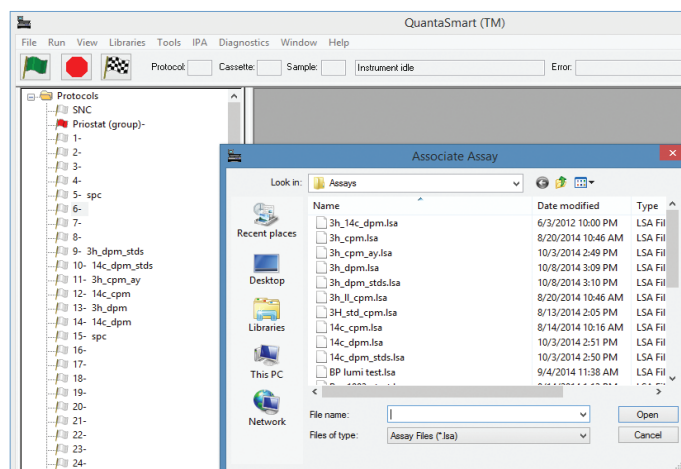 QuantaSmart (TM)
File Run View Libraries Tools IPA Diagnostics Window Help
Protocol: Cassette: Sample: Instrument idle Error:
Protocols
SNC
Priostat (group)-
1-
2-
3-
4-
5- spc
6-
7-
8-
9- 3h_dpm_stds
10- 14c_dpm_stds
11- 3h_cpm_ay
12- 14c_cpm
13- 3h_dpm
14- 14c_dpm
15- spc
16-
17-
18-
19-
20-
21-
22-
23-
24-
Associate Assay
Look in: Assays
Recent places
Desktop
Libraries
This PC
Network
Name Date modified Type
3h_14c_dpm.lsa 6/3/2012 10:00 PM LSA Fil
3h_cpm.lsa 8/20/2014 10:46 AM LSA Fil
3h_cpm_ay.lsa 10/3/2014 2:49 PM LSA Fil
3h_dpm.lsa 10/8/2014 3:09 PM LSA Fil
3h_dpm_stds.lsa 10/8/2014 3:10 PM LSA Fil
3h_ll_cpm.lsa 8/20/2014 10:46 AM LSA Fil
3H_std_cpm.lsa 8/13/2014 2:05 PM LSA Fil
14c_cpm.lsa 8/14/2014 10:16 AM LSA Fil
14c_dpm.lsa 10/3/2014 2:51 PM LSA Fil
14c_dpm_stds.lsa 10/3/2014 2:50 PM LSA Fil
BP lumi test.lsa 9/4/2014 11:38 AM LSA Fil
File name: Open
Files of type: Assay Files (*.lsa) Cancel